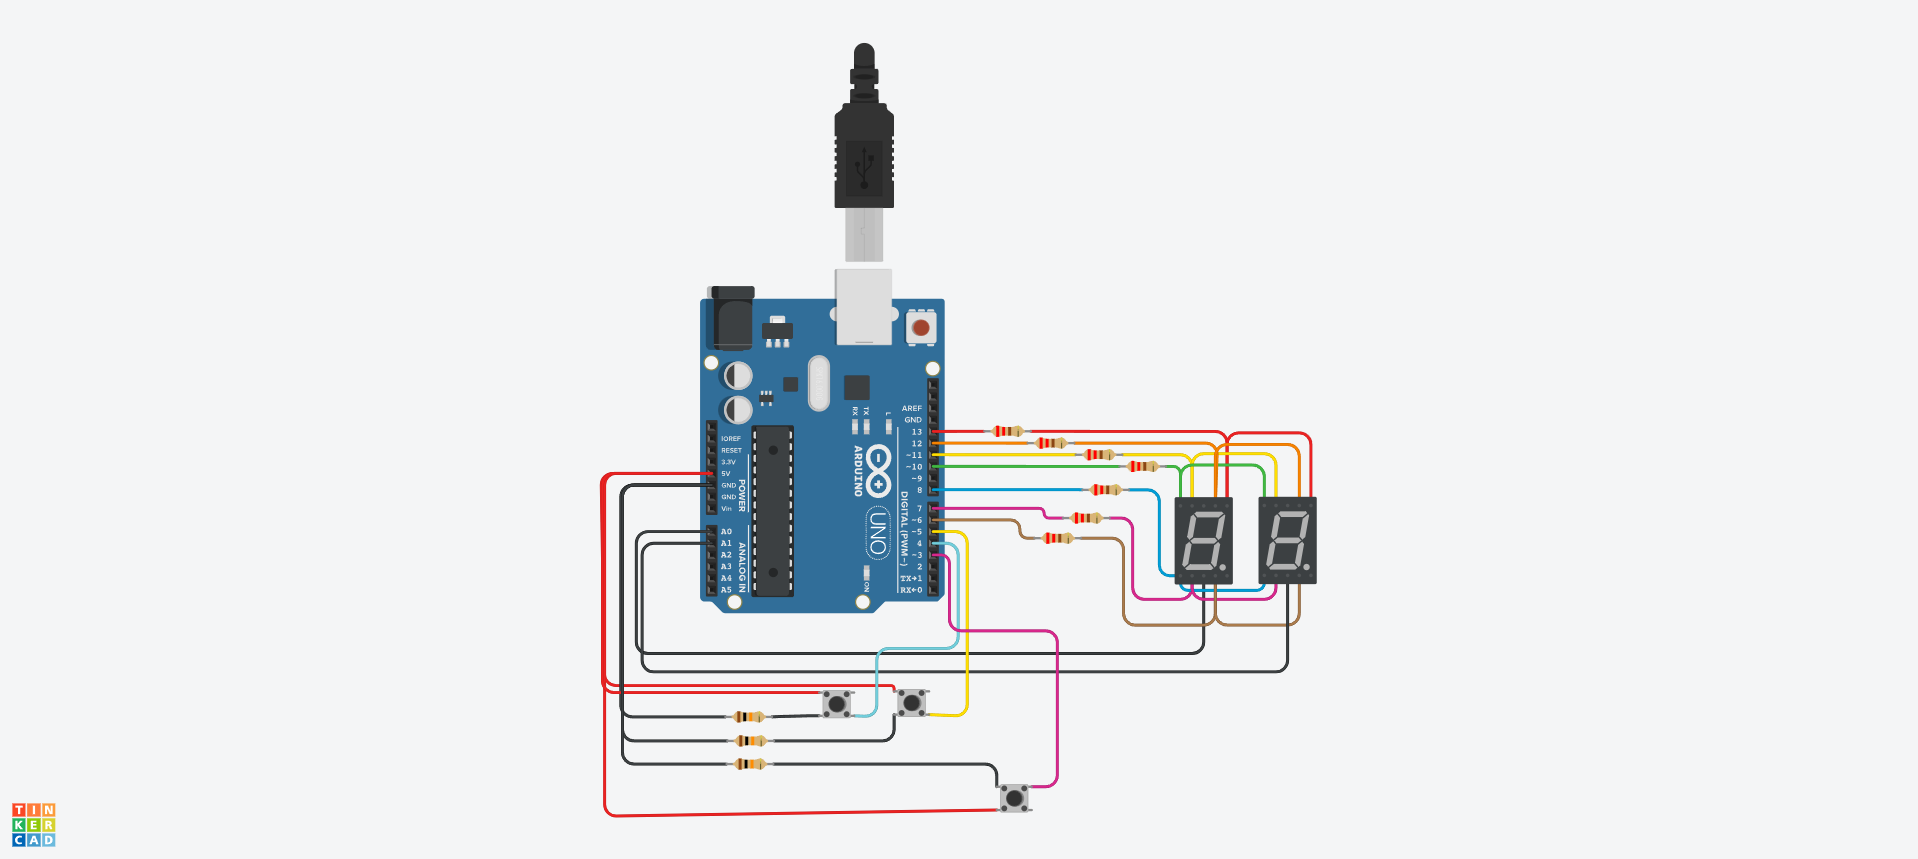 RX
TX
L
AREF
GND
13
12
~11
~10
~9
8
IOREF
RESET
3.3V
5V
GND
GND
Vin
POWER
ARDUINO
UNO
DIGITAL (PWM~)
7
~6
~5
4
~3
2
TX→1
RX←0
A0
A1
A2
A3
A4
A5
ANALOG IN
ON
8.
8.
TIN
KER
CAD